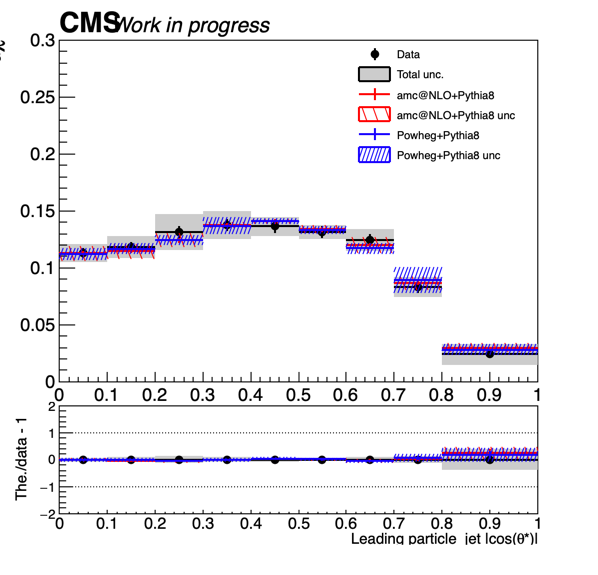 CMS Work in progress
0.3
0.25
0.2
0.15
0.1
0.05
0
Data
Total unc.
amc@NLO+Pythia8
amc@NLO+Pythia8 unc
Powheg+Pythia8
Powheg+Pythia8 unc
0 0.1 0.2 0.3 0.4 0.5 0.6 0.7 0.8 0.9 1
The./data - 1
2
1
0
−1
−2
0 0.1 0.2 0.3 0.4 0.5 0.6 0.7 0.8 0.9 1
Leading particle jet |cos(θ*)|